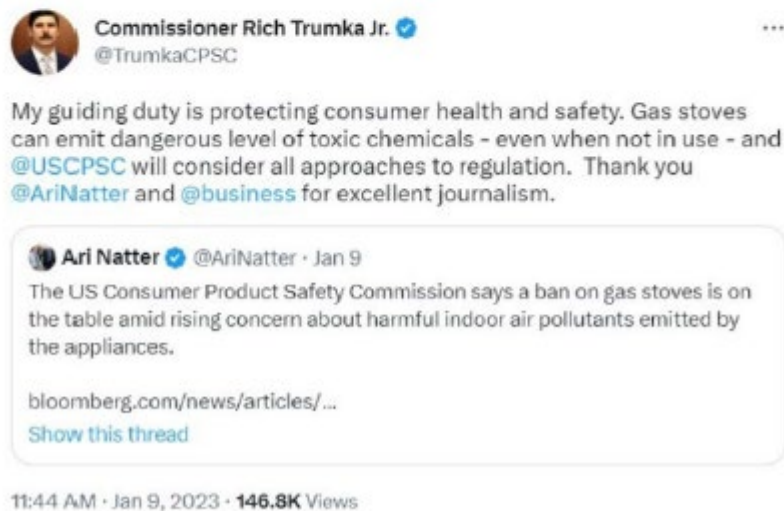 Commissioner Rich Trumka Jr.
@TrumkaCPSC
My guiding duty is protecting consumer health and safety. Gas stoves
can emit dangerous level of toxic chemicals - even when not in use - and
@USCPSC will consider all approaches to regulation. Thank you
@AriNatter and @business for excellent journalism.
Ari Natter @AriNatter · Jan 9
The US Consumer Product Safety Commission says a ban on gas stoves is on
the table amid rising concern about harmful indoor air pollutants emitted by
the appliances.
bloomberg.com/news/articles/...
Show this thread
11:44 AM · Jan 9, 2023 · 146.8K Views